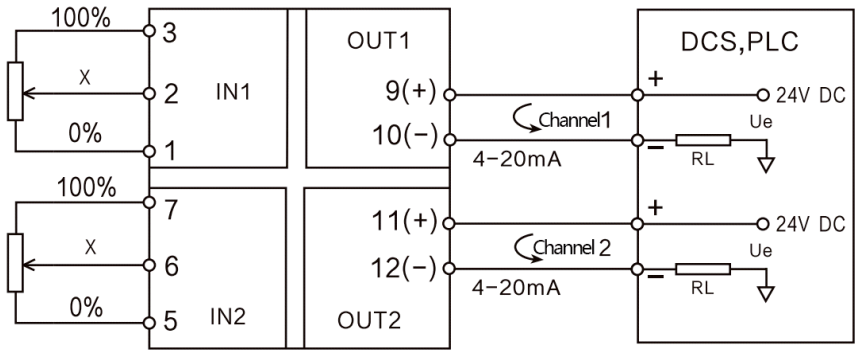 100%
3
X
2
0%
1
IN1
OUT1
9(+)
10(−)
Channel1
4−20mA
DCS,PLC
+
24V DC
Ue
−
RL
100%
7
X
6
0%
5
IN2
11(+)
12(−)
OUT2
Channel 2
4−20mA
+
24V DC
Ue
−
RL